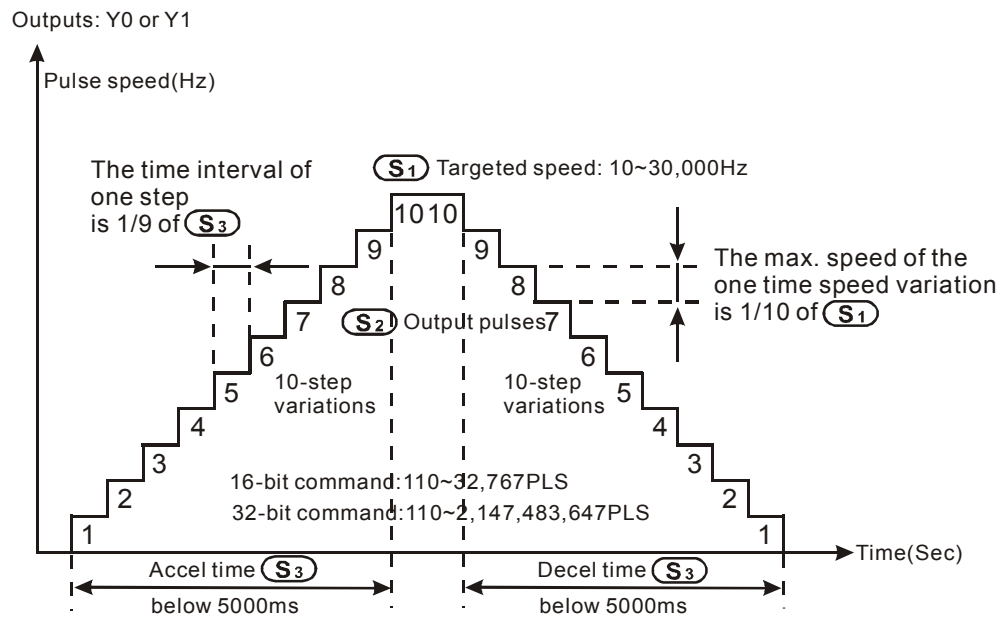 Outputs: Y0 or Y1
Pulse speed(Hz)
S1 Targeted speed: 10~30,000Hz
The time interval of
one step
is 1/9 of S3
10 10
9
9
8
8
The max. speed of the
one time speed variation
is 1/10 of S1
7
S2 Output pulses
7
6
6
5
10-step
variations
10-step
variations
5
4
4
3
3
16-bit command:110~32,767PLS
2
2
32-bit command:110~2,147,483,647PLS
1
1
Time(Sec)
Accel time S3
Decel time S3
below 5000ms
below 5000ms